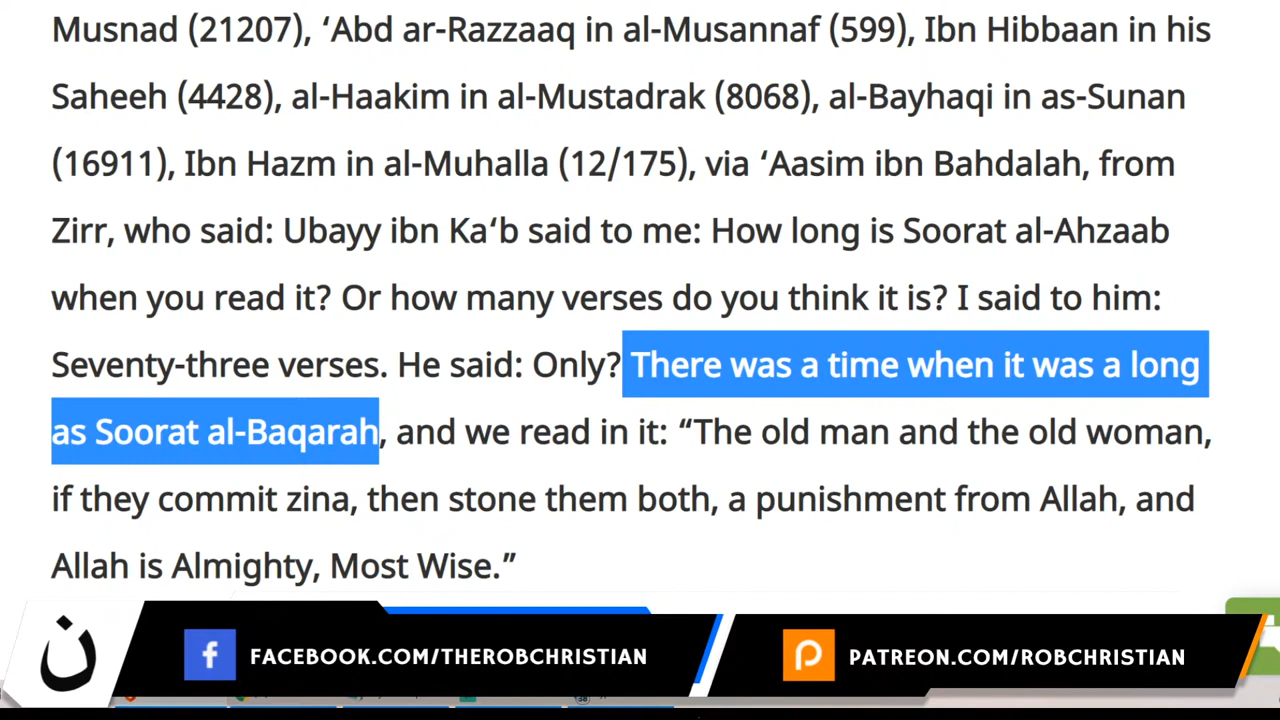 Musnad (21207), ‘Abd ar-Razzaaq in al-Musannaf (599), Ibn Hibbaan in his
Saheeh (4428), al-Haakim in al-Mustadrak (8068), al-Bayhaqi in as-Sunan
(16911), Ibn Hazm in al-Muhalla (12/175), via ‘Aasim ibn Bahdalah, from
Zirr, who said: Ubayy ibn Ka‘b said to me: How long is Soorat al-Ahzaab
when you read it? Or how many verses do you think it is? I said to him:
Seventy-three verses. He said: Only? There was a time when it was a long
as Soorat al-Baqarah, and we read in it: “The old man and the old woman,
if they commit zina, then stone them both, a punishment from Allah, and
Allah is Almighty, Most Wise.”
ن f FACEBOOK.COM/THEROBCHRISTIAN PATREON.COM/ROBCHRISTIAN